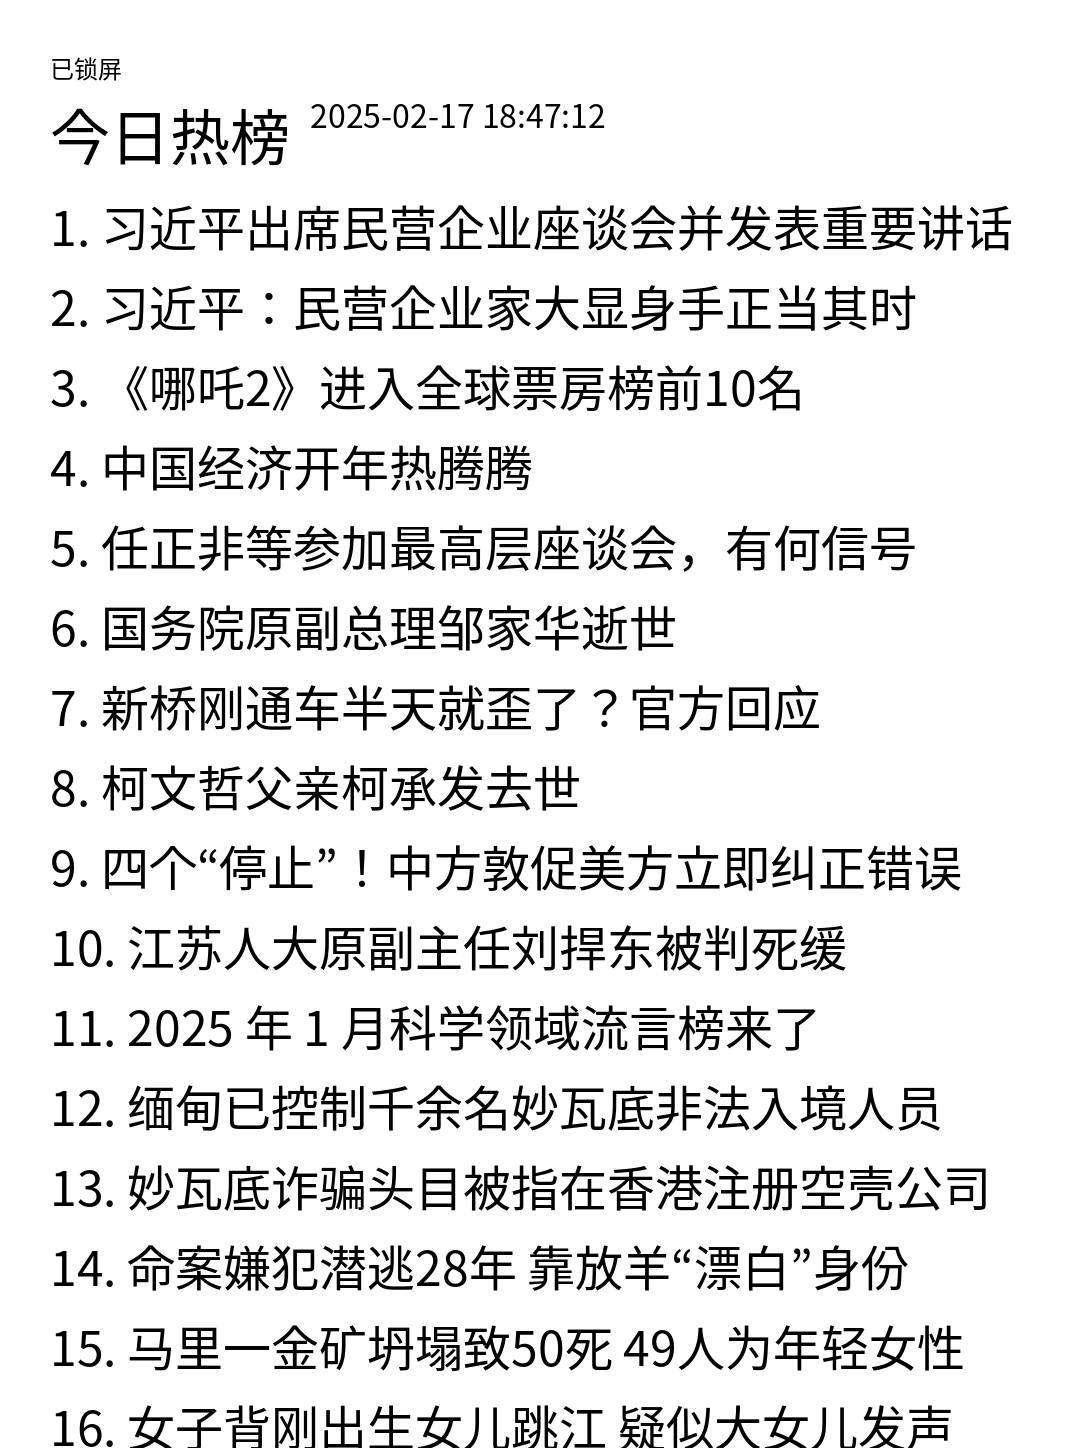 已锁屏
今日热榜 2025-02-17 18:47:12
1. 习近平出席民营企业座谈会并发表重要讲话
2. 习近平：民营企业家大显身手正当其时
3. 《哪吒2》进入全球票房榜前10名
4. 中国经济开年热腾腾
5. 任正非等参加最高层座谈会，有何信号
6. 国务院原副总理邹家华逝世
7. 新桥刚通车半天就歪了？官方回应
8. 柯文哲父亲柯承发去世
9. 四个“停止”！中方敦促美方立即纠正错误
10. 江苏人大原副主任刘捍东被判死缓
11. 2025 年 1 月科学领域流言榜来了
12. 缅甸已控制千余名妙瓦底非法入境人员
13. 妙瓦底诈骗头目被指在香港注册空壳公司
14. 命案嫌犯潜逃28年 靠放羊“漂白”身份
15. 马里一金矿坍塌致50死 49人为年轻女性
16. 女子背刚出生女儿跳江 疑似大女儿发声